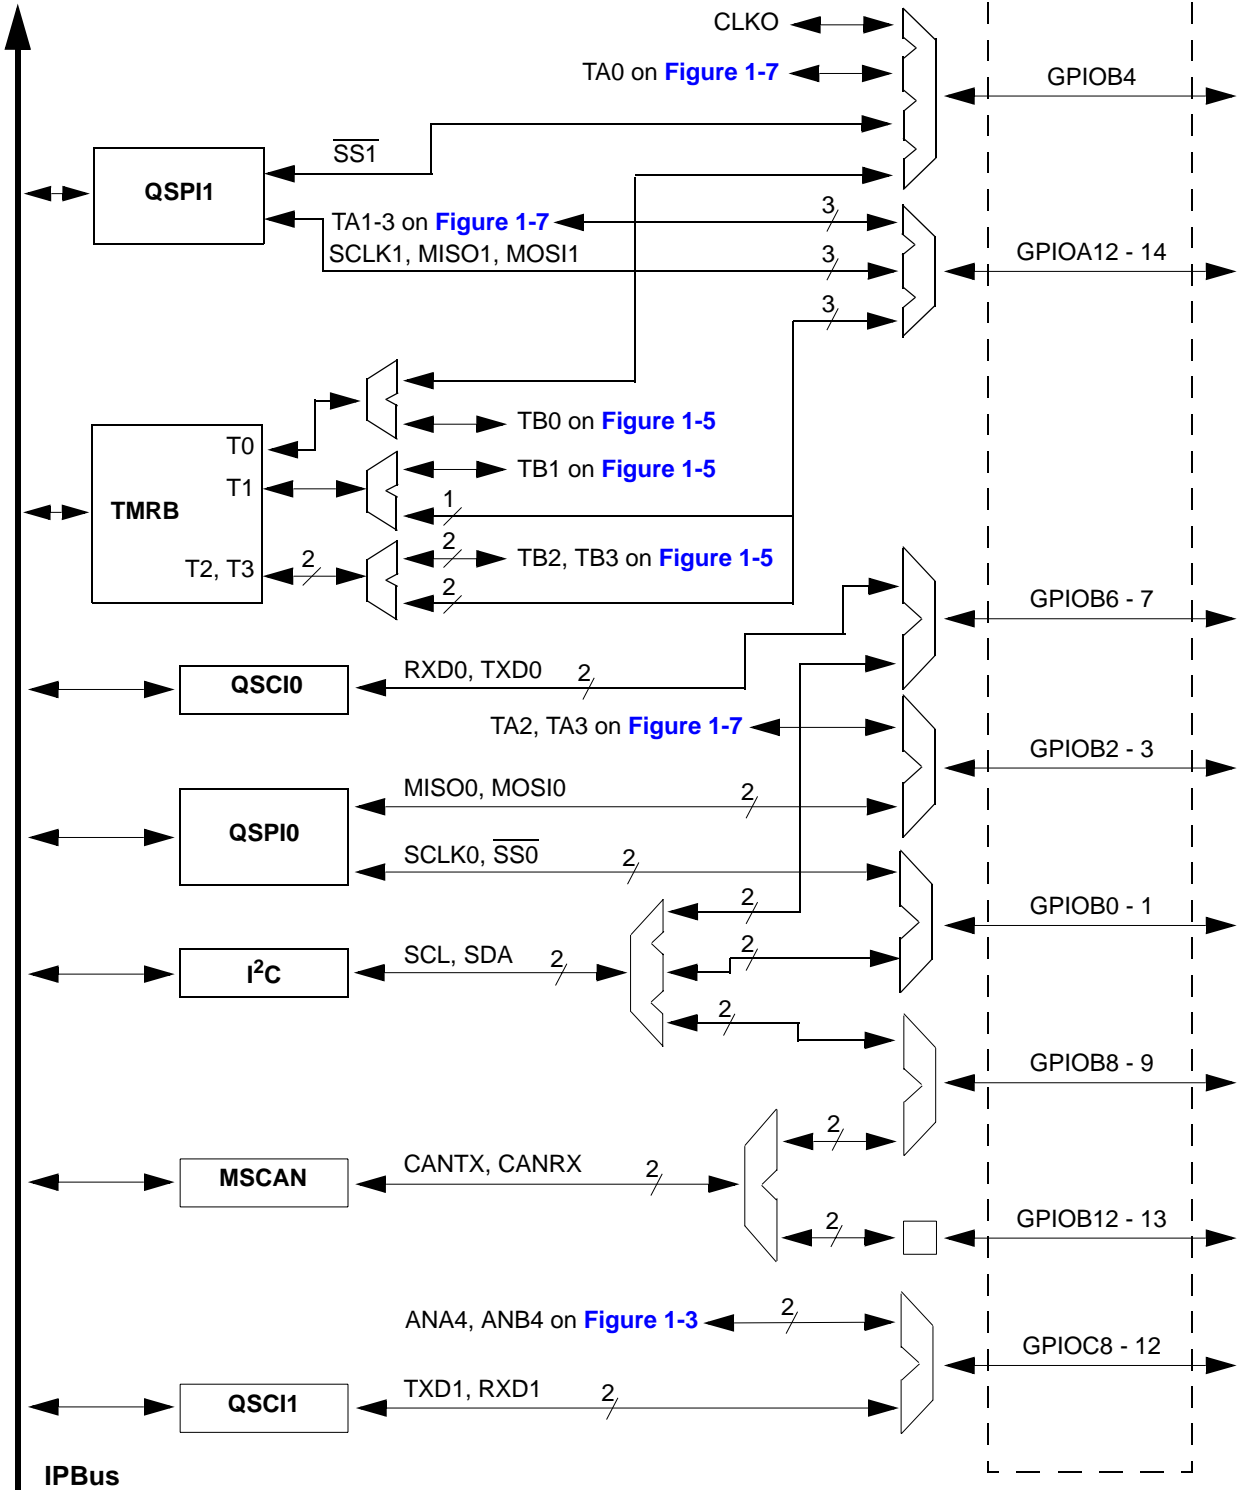 CLKO
TA0 on Figure 1-7
GPIOB4
SS1
QSPI1
TA1-3 on Figure 1-7
3
SCLK1, MISO1, MOSI1
3
GPIOA12 - 14
3
TB0 on Figure 1-5
T0
TB1 on Figure 1-5
T1
TMRB
1
2
TB2, TB3 on Figure 1-5
T2, T3
2
2
GPIOB6 - 7
QSCI0
RXD0, TXD0
2
TA2, TA3 on Figure 1-7
GPIOB2 - 3
MISO0, MOSI0
2
QSPI0
SCLK0, SS0
2
2
GPIOB0 - 1
I2C
SCL, SDA
2
2
2
GPIOB8 - 9
2
MSCAN
CANTX, CANRX
2
2
GPIOB12 - 13
ANA4, ANB4 on Figure 1-3
2
GPIOC8 - 12
QSCI1
TXD1, RXD1
2
IPBus